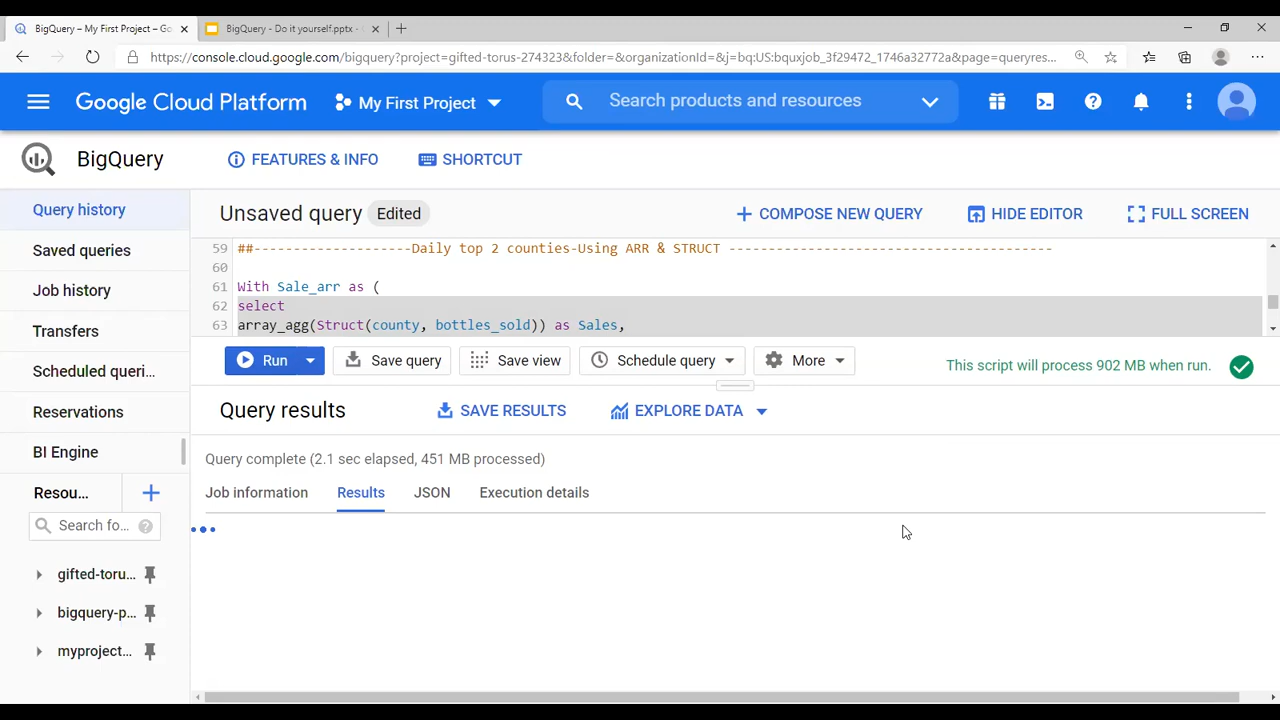 BigQuery – My First Project – Go
BigQuery - Do it yourself.pptx -
https://console.cloud.google.com/bigquery?project=gifted-torus-274323&folder=&organizationId=&j=bq:US:bquxjob_3f29472_1746a32772a&page=queryres...
Google Cloud Platform
My First Project
Search products and resources
BigQuery
FEATURES & INFO
SHORTCUT
Query history
Saved queries
Job history
Transfers
Scheduled queri...
Reservations
BI Engine
Resou...
Search fo...
gifted-toru...
bigquery-p...
myproject...
Unsaved query
Edited
COMPOSE NEW QUERY
HIDE EDITOR
FULL SCREEN
59 ##--------------------Daily top 2 counties-Using ARR & STRUCT -----------------------------------------
60
61 With Sale_arr as (
62 select
63 array_agg(Struct(county, bottles_sold)) as Sales,
Run
Save query
Save view
Schedule query
More
This script will process 902 MB when run.
Query results
SAVE RESULTS
EXPLORE DATA
Query complete (2.1 sec elapsed, 451 MB processed)
Job information
Results
JSON
Execution details